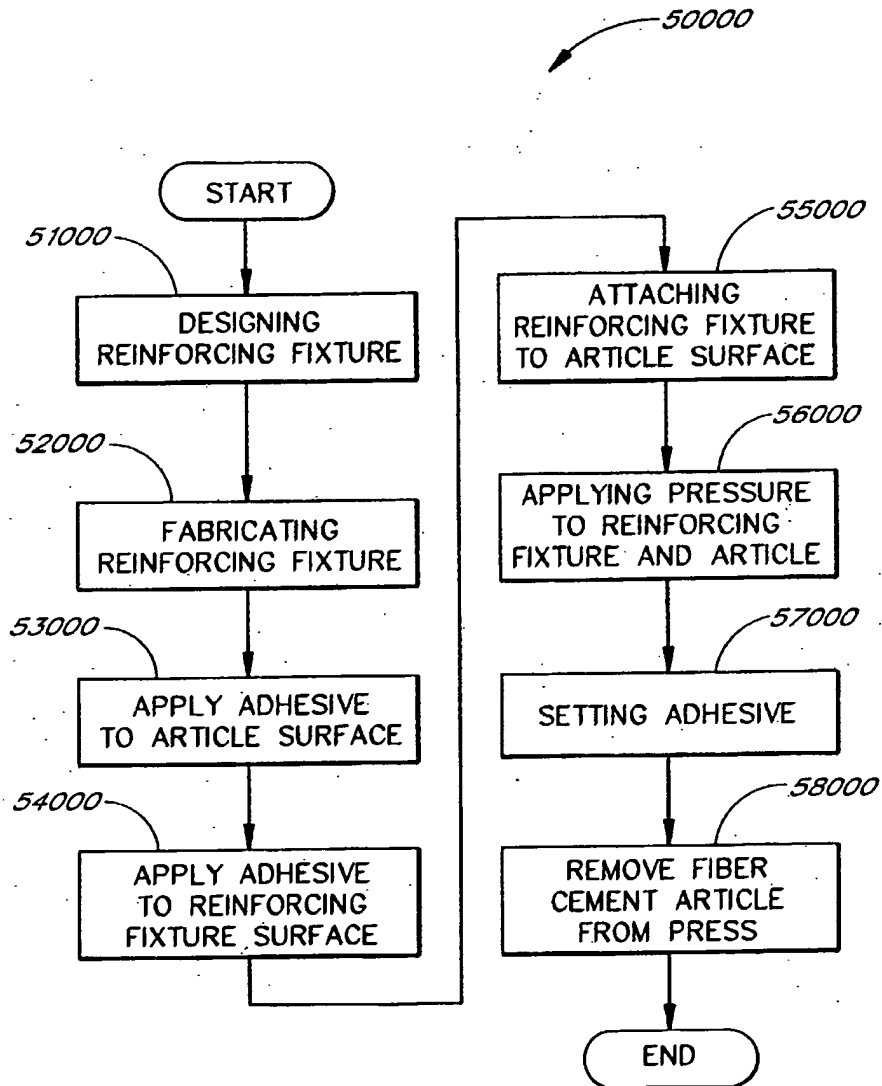 50000
START
51000
DESIGNING
REINFORCING FIXTURE
52000
FABRICATING
REINFORCING FIXTURE
53000
APPLY ADHESIVE
TO ARTICLE SURFACE
54000
APPLY ADHESIVE
TO REINFORCING
FIXTURE SURFACE
55000
ATTACHING
REINFORCING FIXTURE
TO ARTICLE SURFACE
56000
APPLYING PRESSURE
TO REINFORCING
FIXTURE AND ARTICLE
57000
SETTING ADHESIVE
58000
REMOVE FIBER
CEMENT ARTICLE
FROM PRESS
END